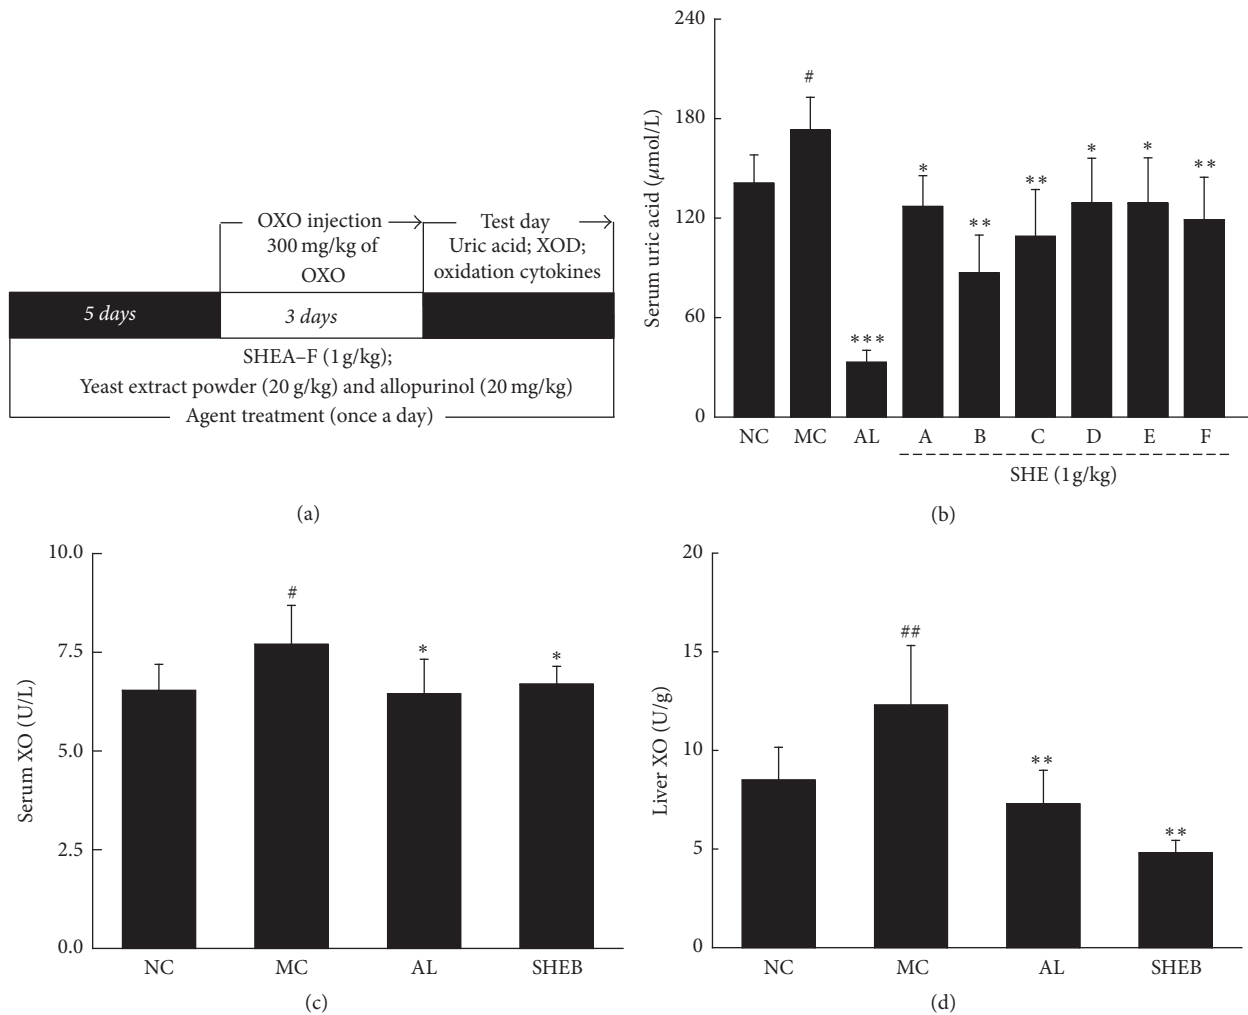 OXO injection
300 mg/kg of
OXO
Test day
Uric acid; XOD;
oxidation cytokines
5 days
3 days
SHEA–F (1 g/kg);
Yeast extract powder (20 g/kg) and allopurinol (20 mg/kg)
Agent treatment (once a day)
(a)
Serum uric acid (μmol/L)
240
180
120
60
0
#
***
*
**
**
*
*
**
NC MC AL A B C D E F
SHE (1 g/kg)
(b)
Serum XO (U/L)
10.0
7.5
5.0
2.5
0.0
#
*
*
NC MC AL SHEB
(c)
Liver XO (U/g)
20
15
10
5
0
##
**
**
NC MC AL SHEB
(d)